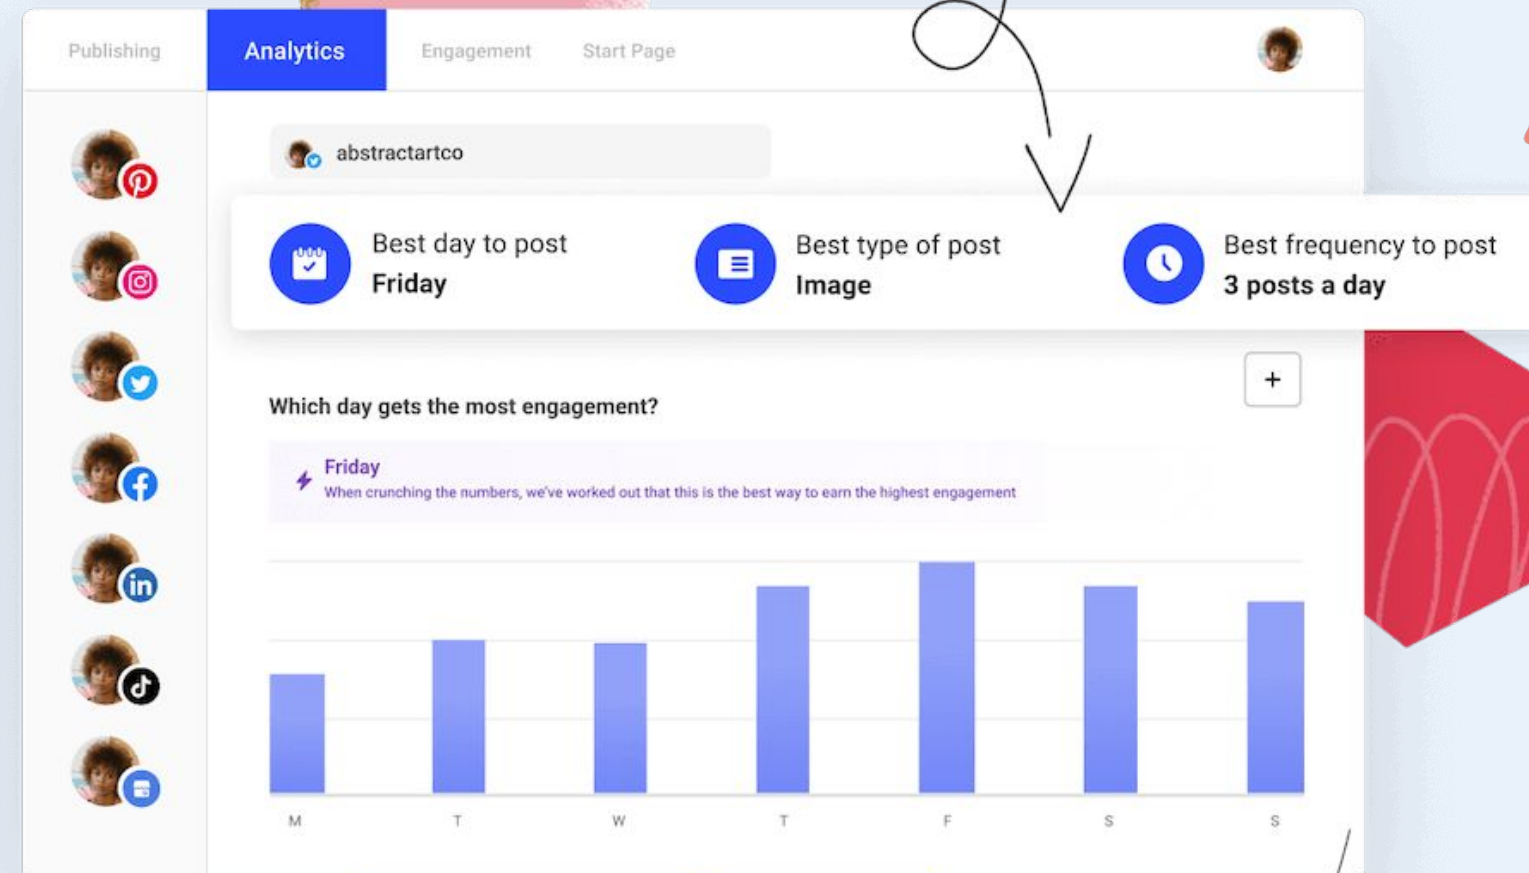 Publishing
Analytics
Engagement
Start Page
abstractartco
Best day to post
Friday
Best type of post
Image
Best frequency to post
3 posts a day
+
Which day gets the most engagement?
Friday
When crunching the numbers, we've worked out that this is the best way to earn the highest engagement
M T W T F S S